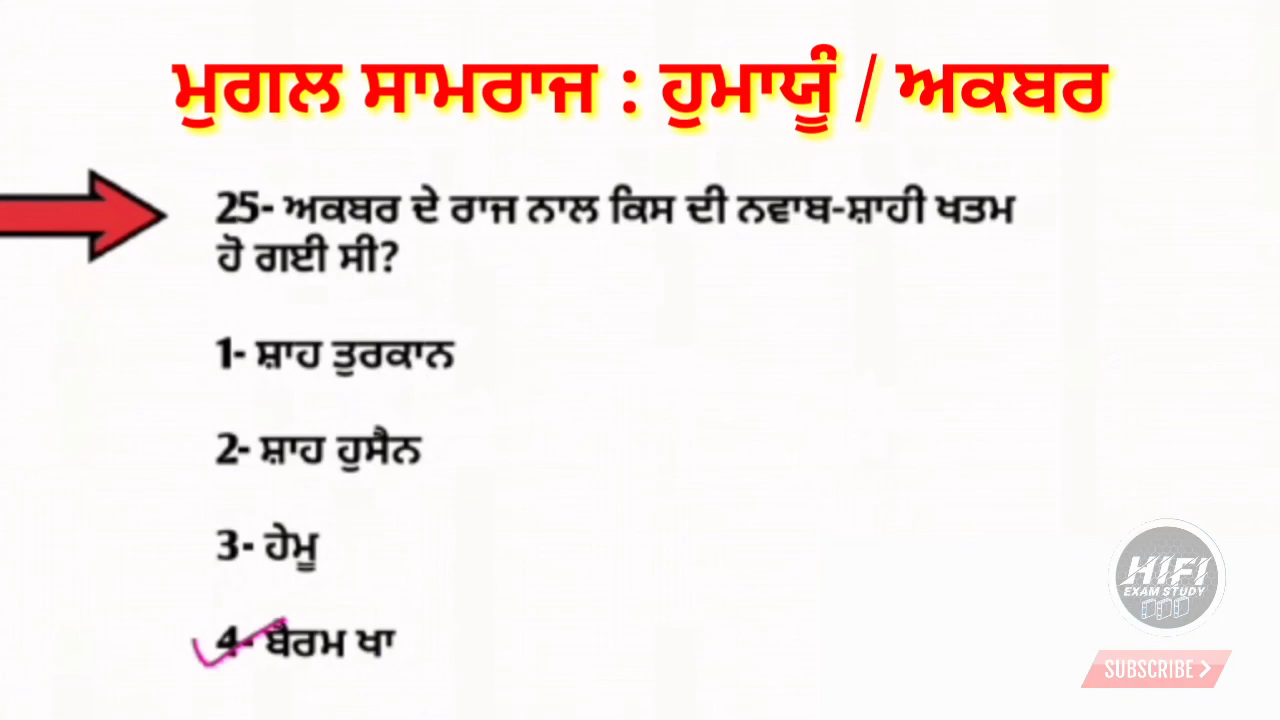 ਮੁਗਲ ਸਾਮਰਾਜ : ਹੁਮਾਯੂੰ / ਅਕਬਰ
25- ਅਕਬਰ ਦੇ ਰਾਜ ਨਾਲ ਕਿਸ ਦੀ ਨਵਾਬ-ਸ਼ਾਹੀ ਖਤਮ
ਹੋ ਗਈ ਸੀ?
1- ਸ਼ਾਹ ਤੁਰਕਾਨ
2- ਸ਼ਾਹ ਹੁਸੈਨ
3- ਹੇਮੂ
4- ਬੈਰਮ ਖਾ
HIFI
EXAM STUDY
SUBSCRIBE